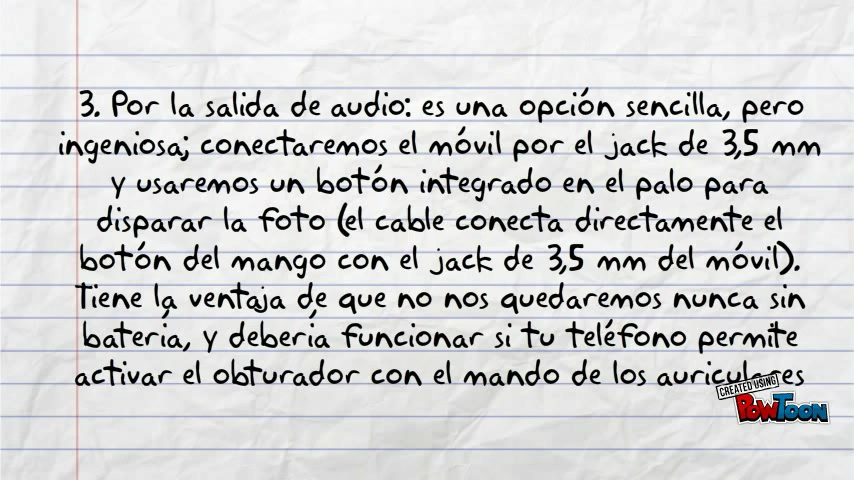 3. Por la salida de audio: es una opción sencilla, pero
ingeniosa; conectaremos el móvil por el jack de 3,5 mm
y usaremos un botón integrado en el palo para
disparar la foto (el cable conecta directamente el
botón del mango con el jack de 3,5 mm del móvil).
Tiene la ventaja de que no nos quedaremos nunca sin
batería, y debería funcionar si tu teléfono permite
activar el obturador con el mando de los auriculares
CREATED USING
POWTOON